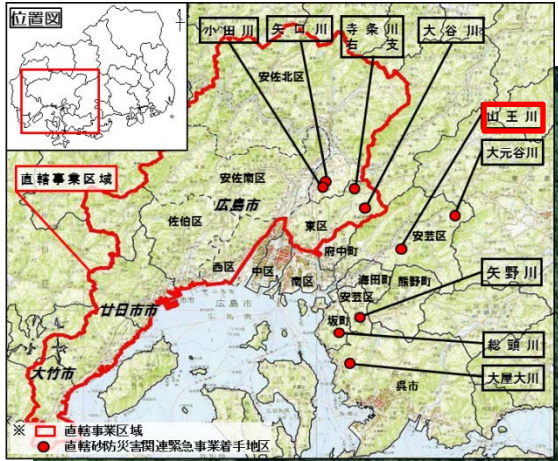 位置図
小田川
矢口川
寺条川
右支
大谷川
山王川
大元谷川
安佐北区
直轄事業区域
安佐南区
広島市
佐伯区
東区
安芸区
府中町
西区
中区
南区
海田町
熊野町
矢野川
廿日市市
広島市
安芸区
坂町
総頭川
大竹市
呉市
大屋大川
※ 直轄事業区域
直轄砂防災害関連緊急事業着手地区